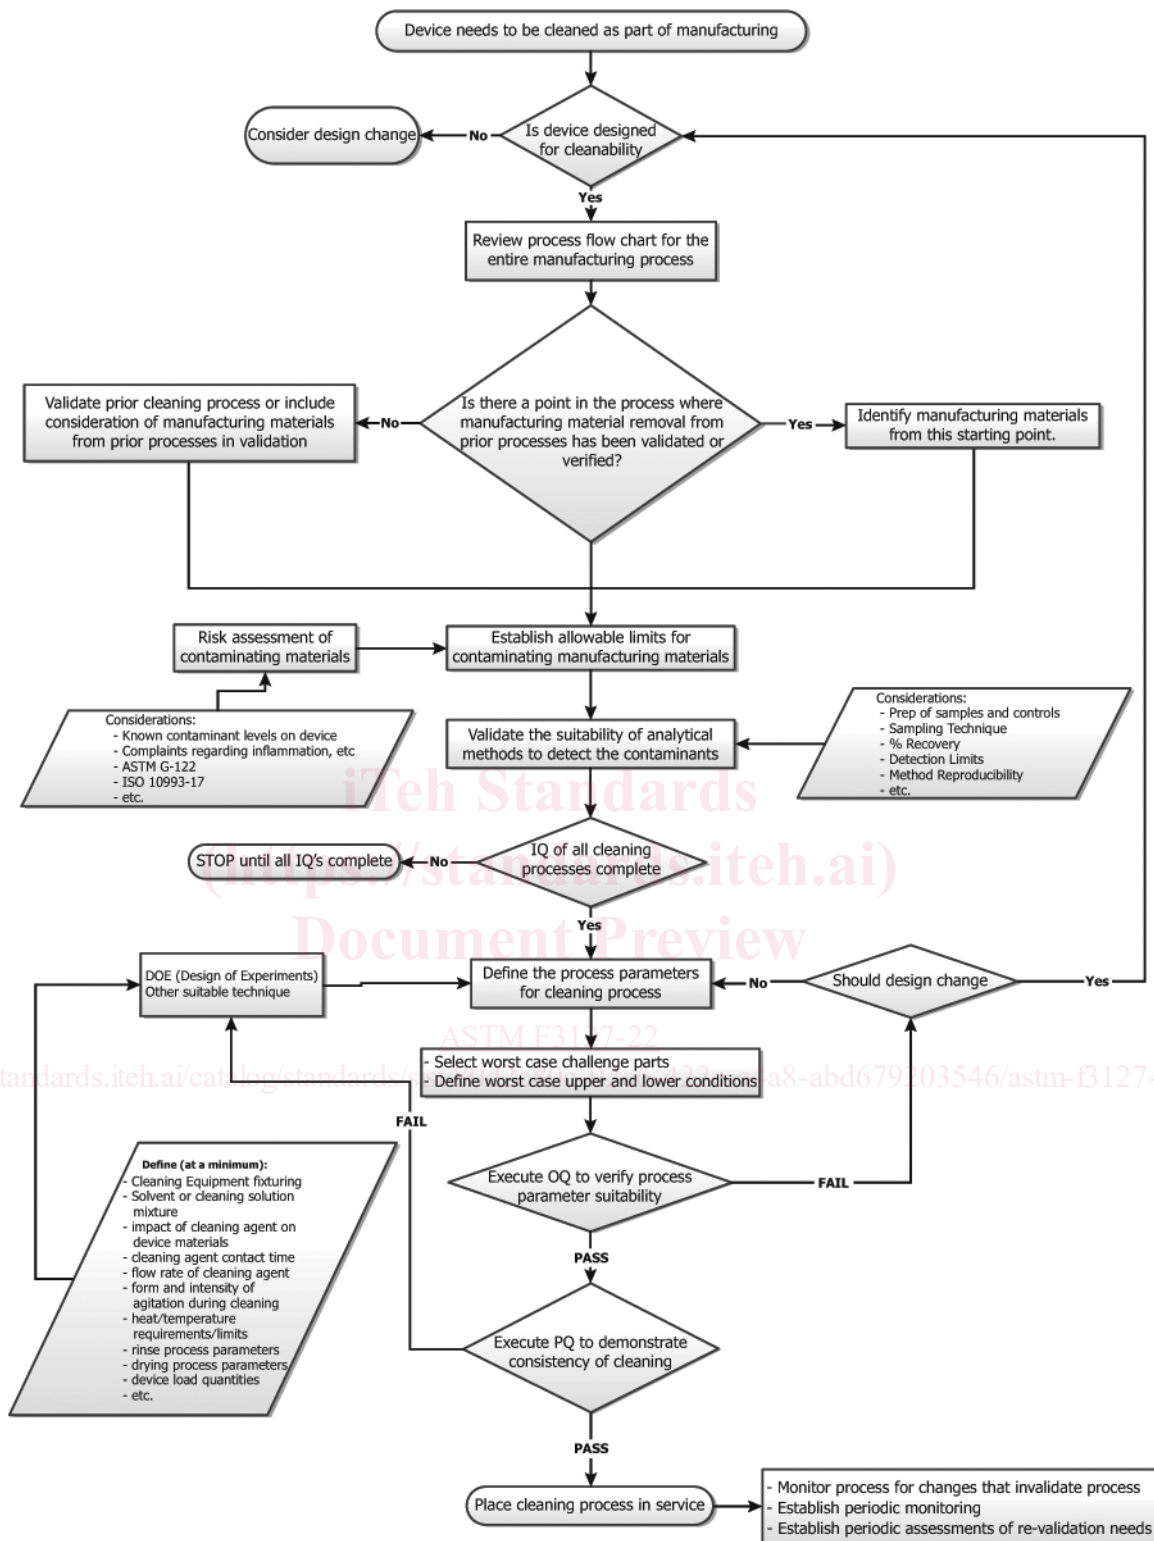 Device needs to be cleaned as part of manufacturing
Consider design change
No
Is device designed
for cleanability
Yes
Review process flow chart for the
entire manufacturing process
Validate prior cleaning process or include
consideration of manufacturing materials
from prior processes in validation
No
Is there a point in the process where
manufacturing material removal from
prior processes has been validated or
verified?
Yes
Identify manufacturing materials
from this starting point.
Risk assessment of
contaminating materials
Establish allowable limits for
contaminating manufacturing materials
Considerations:
- Known contaminant levels on device
- Complaints regarding inflammation, etc
- ASTM G-122
- ISO 10993-17
- etc.
Validate the suitability of analytical
methods to detect the contaminants
Considerations:
- Prep of samples and controls
- Sampling Technique
- % Recovery
- Detection Limits
- Method Reproducibility
- etc.
iTeh Standards
(https://standards.iteh.ai)
Document Preview
STOP until all IQ's complete
No
IQ of all cleaning
processes complete
Yes
DOE (Design of Experiments)
Other suitable technique
Define the process parameters
for cleaning process
No
Should design change
Yes
ASTM F3127-22
- Select worst case challenge parts
- Define worst case upper and lower conditions
tandards.iteh.ai/catalog/standards/
a8-abd679203546/astm-f3127-
FAIL
Define (at a minimum):
- Cleaning Equipment fixturing
- Solvent or cleaning solution
mixture
- impact of cleaning agent on
device materials
- cleaning agent contact time
- flow rate of cleaning agent
- form and intensity of
agitation during cleaning
- heat/temperature
requirements/limits
- rinse process parameters
- drying process parameters
- device load quantities
- etc.
Execute OQ to verify process
parameter suitability
FAIL
PASS
Execute PQ to demonstrate
consistency of cleaning
PASS
Place cleaning process in service
- Monitor process for changes that invalidate process
- Establish periodic monitoring
- Establish periodic assessments of re-validation needs